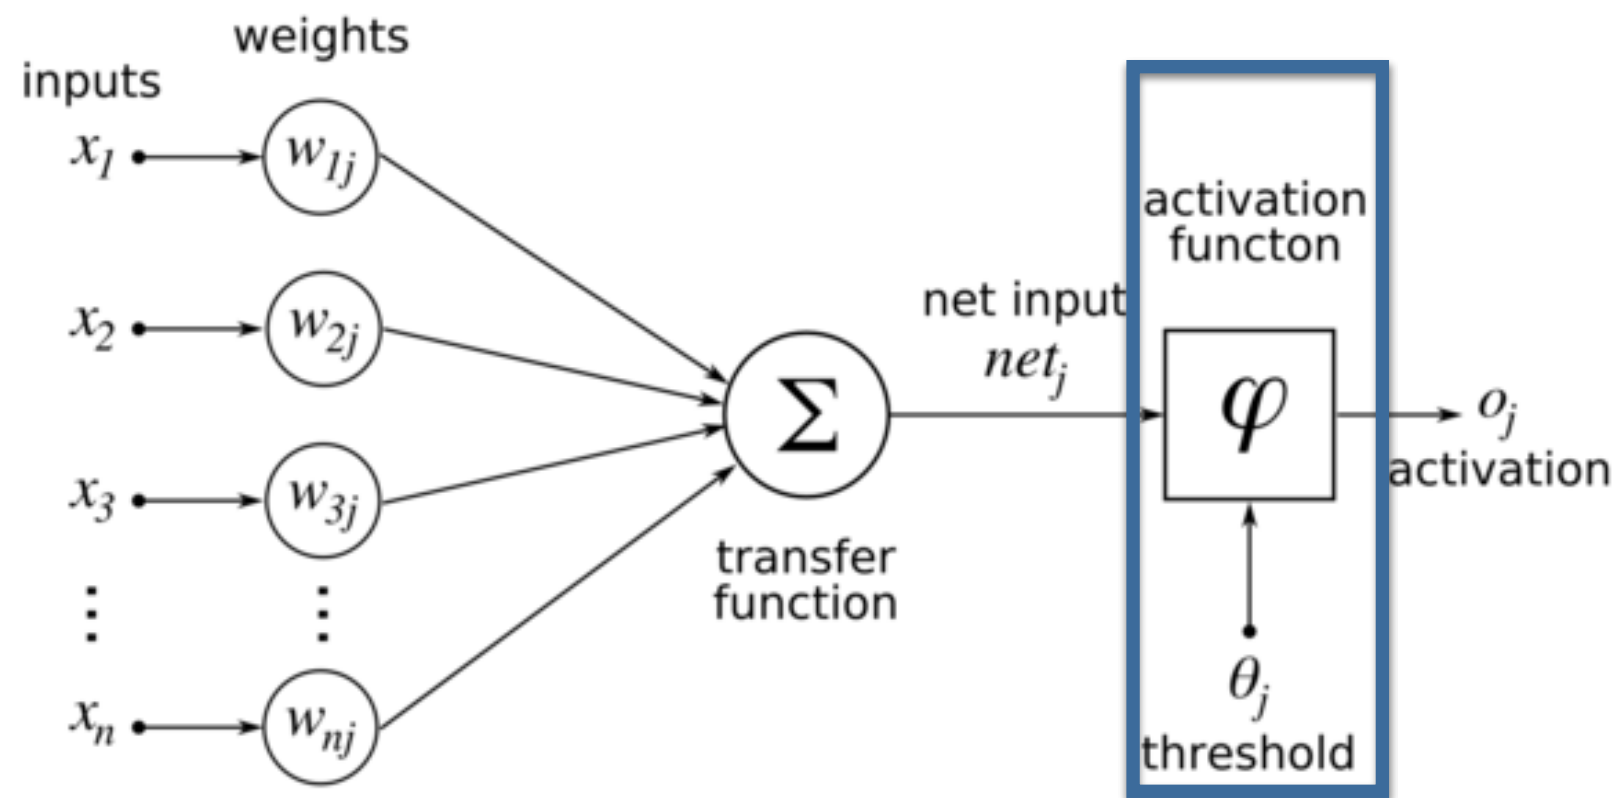 weights
inputs
x1
w1j
x2
w2j
x3
w3j
⋮
⋮
xn
wnj
Σ
transfer
function
net input
netj
activation
functon
φ
θj
threshold
oj
activation